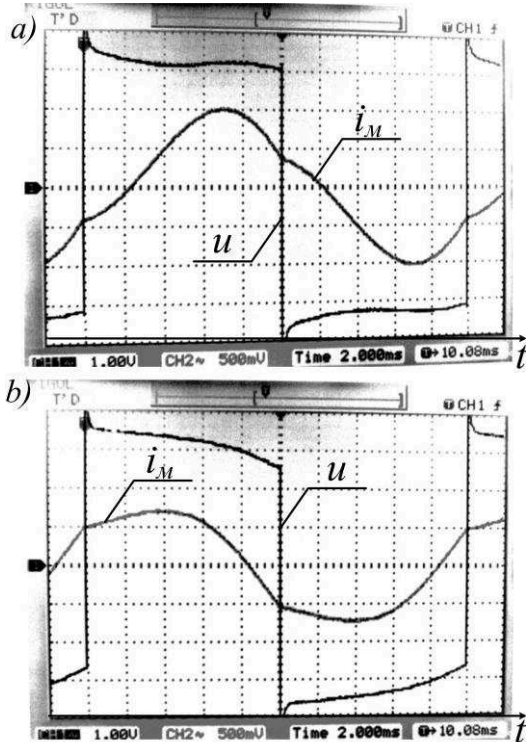 a)
T'D
CH1
i_M
u
1.00V CH2~ 500mV Time 2.000ms 10.08ms
t
b)
T'D
CH1
i_M
u
1.00V CH2~ 500mV Time 2.000ms 10.08ms
t